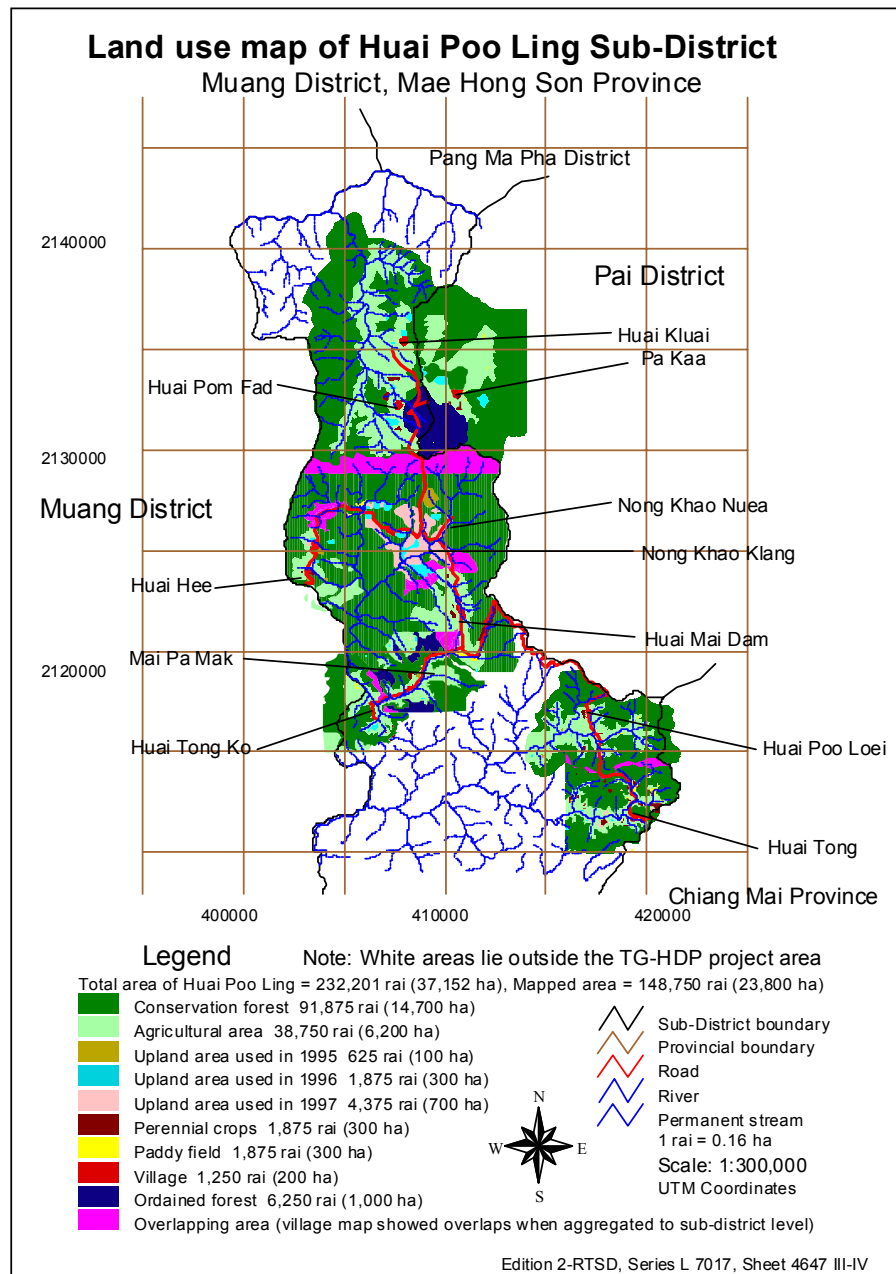 Land use map of Huai Poo Ling Sub-District
Muang District, Mae Hong Son Province
Pang Ma Pha District
2140000
Pai District
Huai Kluai
Pa Kaa
Huai Pom Fad
2130000
Muang District
Nong Khao Nuea
Nong Khao Klang
Huai Hee
Huai Mai Dam
Mai Pa Mak
2120000
Huai Tong Ko
Huai Poo Loei
Huai Tong
Chiang Mai Province
400000 410000 420000
Legend Note: White areas lie outside the TG-HDP project area
Total area of Huai Poo Ling = 232,201 rai (37,152 ha), Mapped area = 148,750 rai (23,800 ha)
Conservation forest 91,875 rai (14,700 ha)
Agricultural area 38,750 rai (6,200 ha)
Upland area used in 1995 625 rai (100 ha)
Upland area used in 1996 1,875 rai (300 ha)
Upland area used in 1997 4,375 rai (700 ha)
Perennial crops 1,875 rai (300 ha)
Paddy field 1,875 rai (300 ha)
Village 1,250 rai (200 ha)
Ordained forest 6,250 rai (1,000 ha)
Overlapping area (village map showed overlaps when aggregated to sub-district level)
N
W E
S
Sub-District boundary
Provincial boundary
Road
River
Permanent stream
1 rai = 0.16 ha
Scale: 1:300,000
UTM Coordinates
Edition 2-RTSD, Series L 7017, Sheet 4647 III-IV